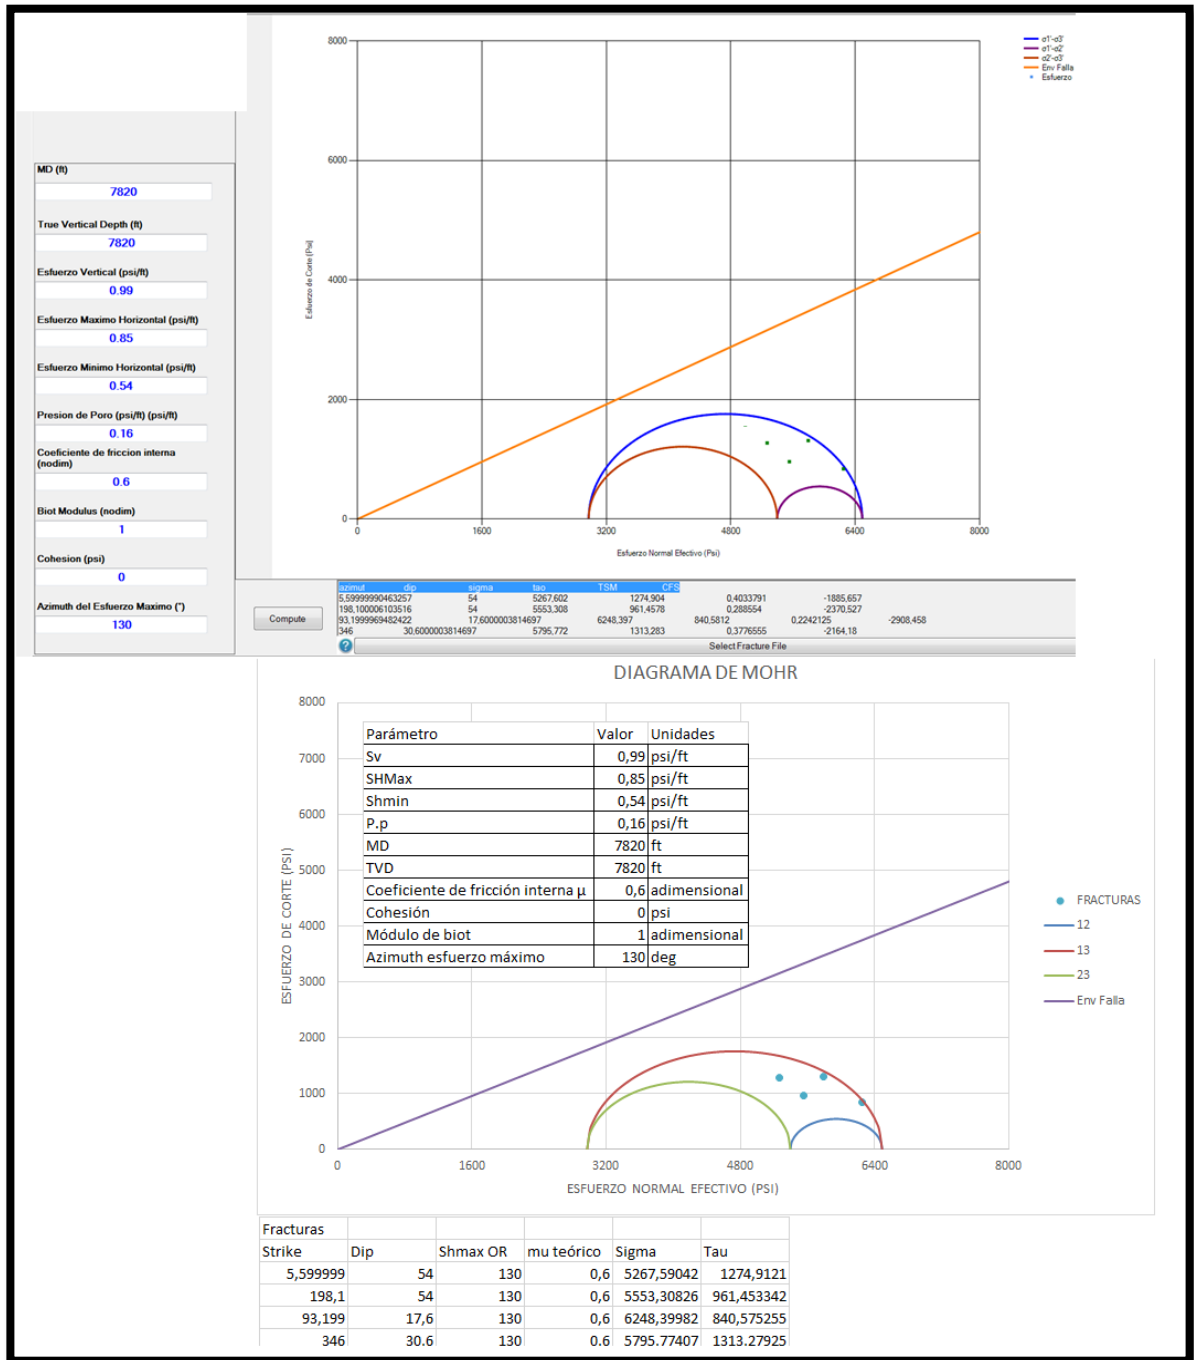 8000
6000
4000
2000
0
0 1600 3200 4800 6400 8000
Esfuerzo de Corte (Psi)
Esfuerzo Normal Efectivo (Psi)
σ1'-σ3'
σ1'-σ2'
σ2'-σ3'
Env Falla
Esfuerzo
MD (ft)
7820
True Vertical Depth (ft)
7820
Esfuerzo Vertical (psi/ft)
0.99
Esfuerzo Maximo Horizontal (psi/ft)
0.85
Esfuerzo Minimo Horizontal (psi/ft)
0.54
Presion de Poro (psi/ft) (psi/ft)
0.16
Coeficiente de friccion interna
(nodim)
0.6
Biot Modulus (nodim)
1
Cohesion (psi)
0
Azimuth del Esfuerzo Maximo (°)
130
Compute
azimut dip sigma tao TSM CFS
5,59999990463257 54 5267,602 1274,904 0,4033791 -1885,657
198,100006103516 54 5553,308 961,4578 0,288554 -2370,527
93,1999969482422 17,6000003814697 6248,397 840,5812 0,2242125 -2908,458
346 30,6000003814697 5795,772 1313,283 0,3776555 -2164,18
? Select Fracture File
DIAGRAMA DE MOHR
8000
7000
6000
5000
4000
3000
2000
1000
0
0 1600 3200 4800 6400 8000
ESFUERZO DE CORTE (PSI)
ESFUERZO NORMAL EFECTIVO (PSI)
Parámetro Valor Unidades
Sv 0,99 psi/ft
SHMax 0,85 psi/ft
Shmin 0,54 psi/ft
P.p 0,16 psi/ft
MD 7820 ft
TVD 7820 ft
Coeficiente de fricción interna µ 0,6 adimensional
Cohesión 0 psi
Módulo de biot 1 adimensional
Azimuth esfuerzo máximo 130 deg
FRACTURAS
12
13
23
Env Falla
Fracturas
Strike Dip Shmax OR mu teórico Sigma Tau
5,599999 54 130 0,6 5267,59042 1274,9121
198,1 54 130 0,6 5553,30826 961,453342
93,199 17,6 130 0,6 6248,39982 840,575255
346 30.6 130 0.6 5795.77407 1313.27925